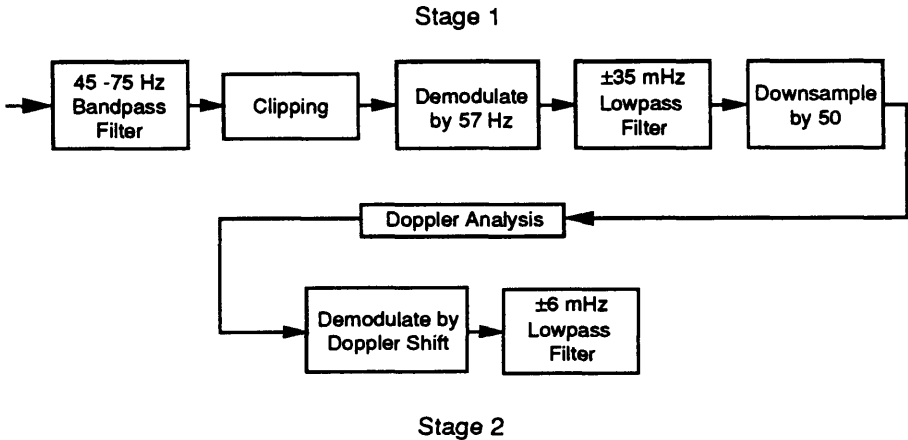 Stage 1
45 -75 Hz
Bandpass
Filter
Clipping
Demodulate
by 57 Hz
±35 mHz
Lowpass
Filter
Downsample
by 50
Doppler Analysis
Demodulate by
Doppler Shift
±6 mHz
Lowpass
Filter
Stage 2